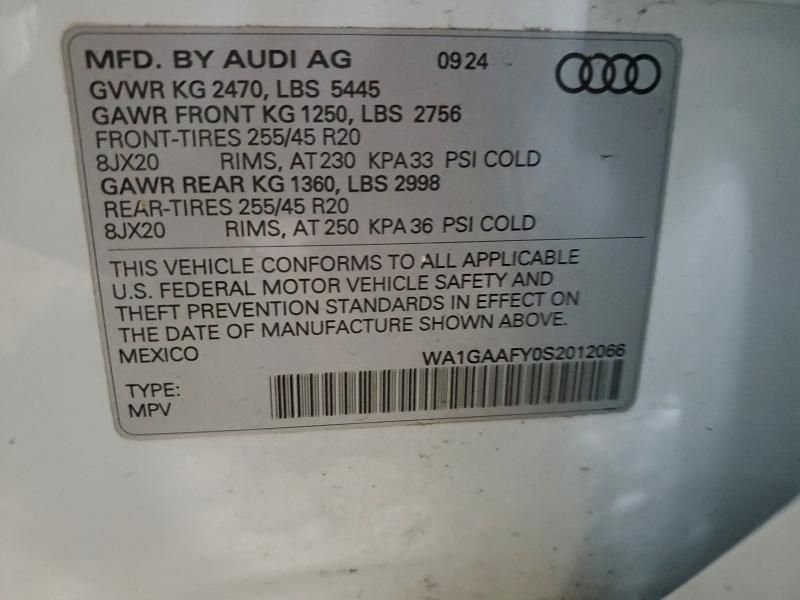 MFD. BY AUDI AG 09 24
GVWR KG 2470, LBS 5445
GAWR FRONT KG 1250, LBS 2756
FRONT-TIRES 255/45 R20
8JX20 RIMS, AT 230 KPA 33 PSI COLD
GAWR REAR KG 1360, LBS 2998
REAR-TIRES 255/45 R20
8JX20 RIMS, AT 250 KPA 36 PSI COLD
THIS VEHICLE CONFORMS TO ALL APPLICABLE
U.S. FEDERAL MOTOR VEHICLE SAFETY AND
THEFT PREVENTION STANDARDS IN EFFECT ON
THE DATE OF MANUFACTURE SHOWN ABOVE.
MEXICO WA1GAAFY0S2012066
TYPE:
MPV